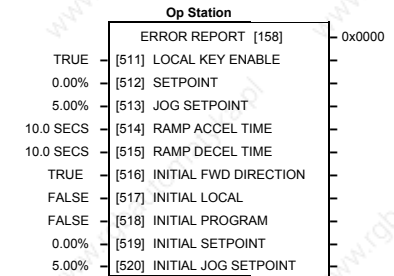 Op Station
ERROR REPORT [158] – 0x0000
TRUE – [511] LOCAL KEY ENABLE –
0.00% – [512] SETPOINT –
5.00% – [513] JOG SETPOINT –
10.0 SECS – [514] RAMP ACCEL TIME –
10.0 SECS – [515] RAMP DECEL TIME –
TRUE – [516] INITIAL FWD DIRECTION –
FALSE – [517] INITIAL LOCAL –
FALSE – [518] INITIAL PROGRAM –
0.00% – [519] INITIAL SETPOINT –
5.00% – [520] INITIAL JOG SETPOINT –